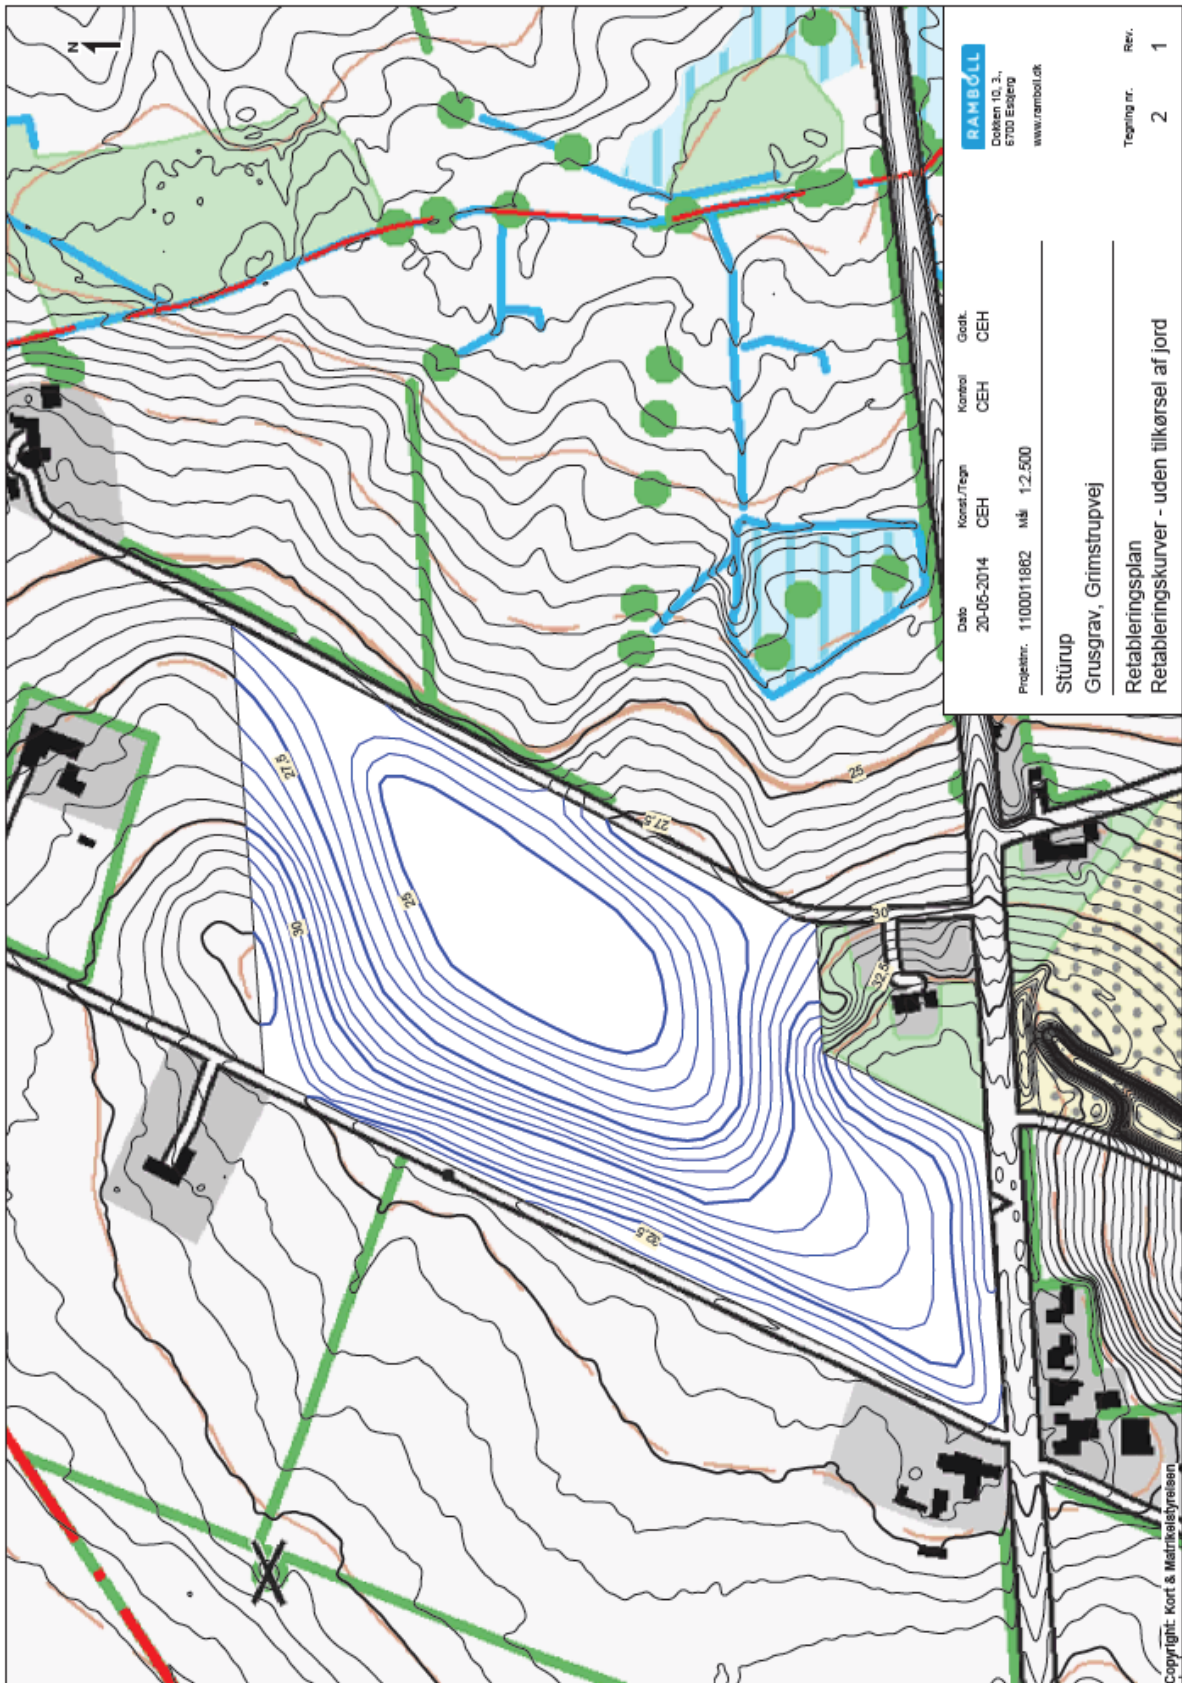 N
27,5
30
25
32,5
27,5
25
30
32,5
RAMBØLL
Dokken 10, 3.,
6700 Esbjerg
www.ramboll.dk
Dato Konst./Tegn Kontrol Godk.
20-05-2014 CEH CEH CEH
Projektnr. 1100011862 Mål 1:2.500
Stürup
Grusgrav, Grimstrupvej
Retableringsplan
Retableringskurver - uden tilkørsel af jord
Tegning nr. Rev.
2 1
Copyright: Kort & Matrikelstyrelsen